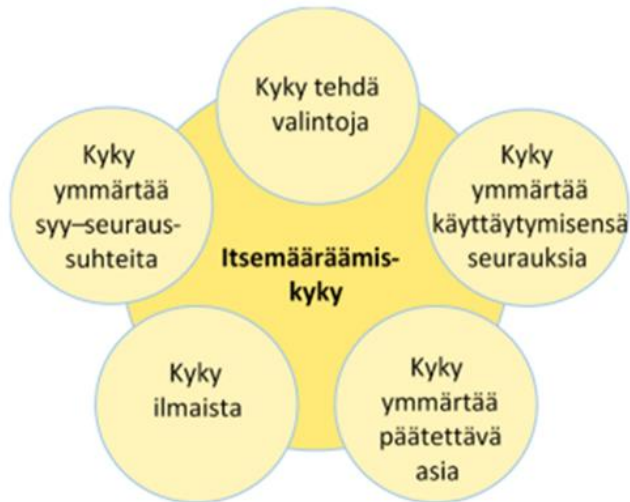 Kyky tehdä
valintoja
Kyky
ymmärtää
syy–seuraus-
suhteita
Kyky
ymmärtää
käyttäytymisensä
seurauksia
Itsemääräämis-
kyky
Kyky
ilmaista
Kyky
ymmärtää
päätettävä
asia